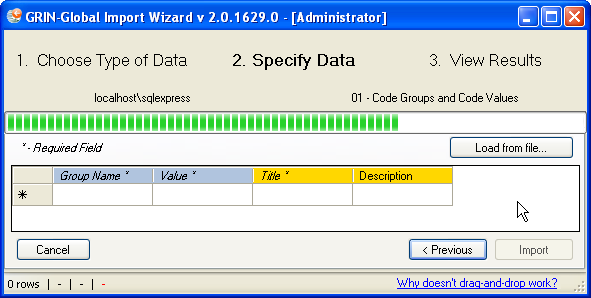 GRIN-Global Import Wizard v 2.0.1629.0 - [Administrator]
1. Choose Type of Data 2. Specify Data 3. View Results
localhost\sqlexpress 01 - Code Groups and Code Values
* - Required Field Load from file...
Group Name * Value * Title * Description
*
Cancel < Previous Import
0 rows | - | - | - Why doesn't drag-and-drop work?